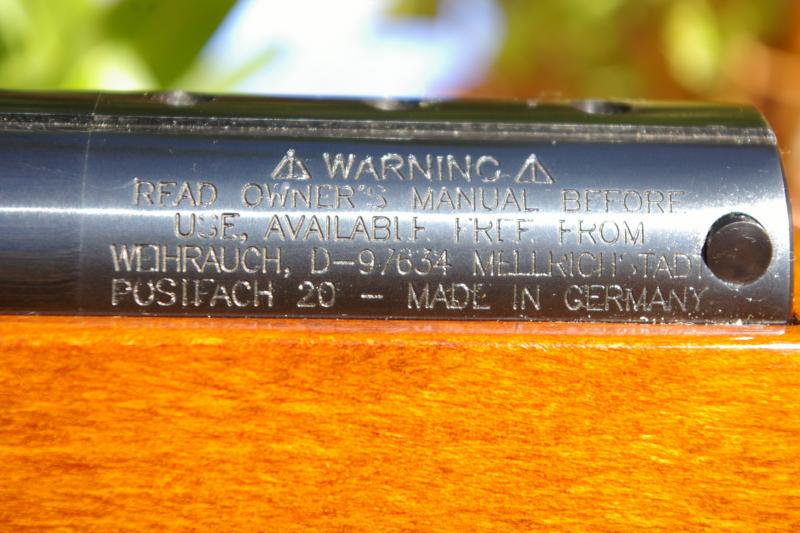 ⚠ WARNING ⚠
READ OWNER'S MANUAL BEFORE
USE, AVAILABLE FREE FROM
WEIHRAUCH, D-97634 MELLRICHSTADT
POSTFACH 20 - MADE IN GERMANY